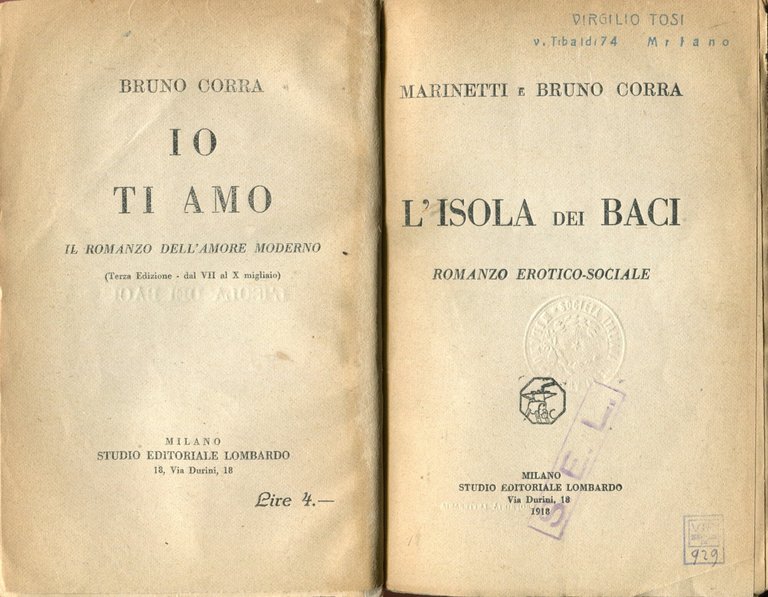 BRUNO CORRA
IO
TI AMO
IL ROMANZO DELL'AMORE MODERNO
(Terza Edizione - dal VII al X migliaio)
MILANO
STUDIO EDITORIALE LOMBARDO
18, Via Durini, 18
Lire 4.—
VIRGILIO TOSI
v. Tibaldi 74 Milano
MARINETTI E BRUNO CORRA
L'ISOLA DEI BACI
ROMANZO EROTICO-SOCIALE
S. E. L.
MILANO
STUDIO EDITORIALE LOMBARDO
Via Durini, 18
1918
929